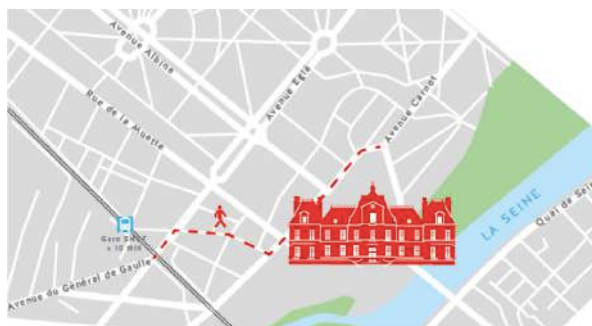 Avenue Albine
Avenue Eglé
Rue de la Muette
Avenue Carnot
LA SEINE
Quai de Seine
Gare SNCF
à 10 min
Avenue du Général de Gaulle